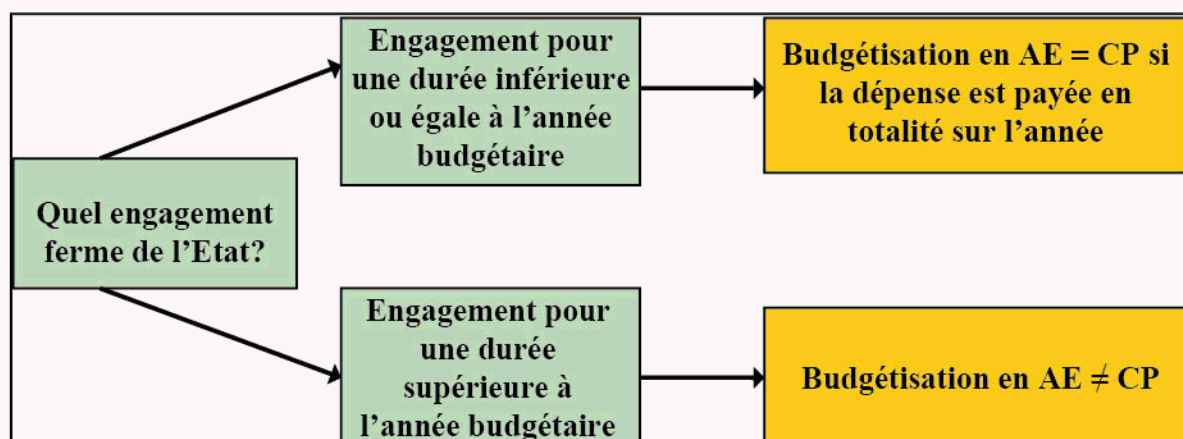 Quel engagement
ferme de l'Etat?
Engagement pour
une durée inférieure
ou égale à l'année
budgétaire
Budgétisation en AE = CP si
la dépense est payée en
totalité sur l'année
Engagement pour
une durée
supérieure à
l'année budgétaire
Budgétisation en AE ≠ CP